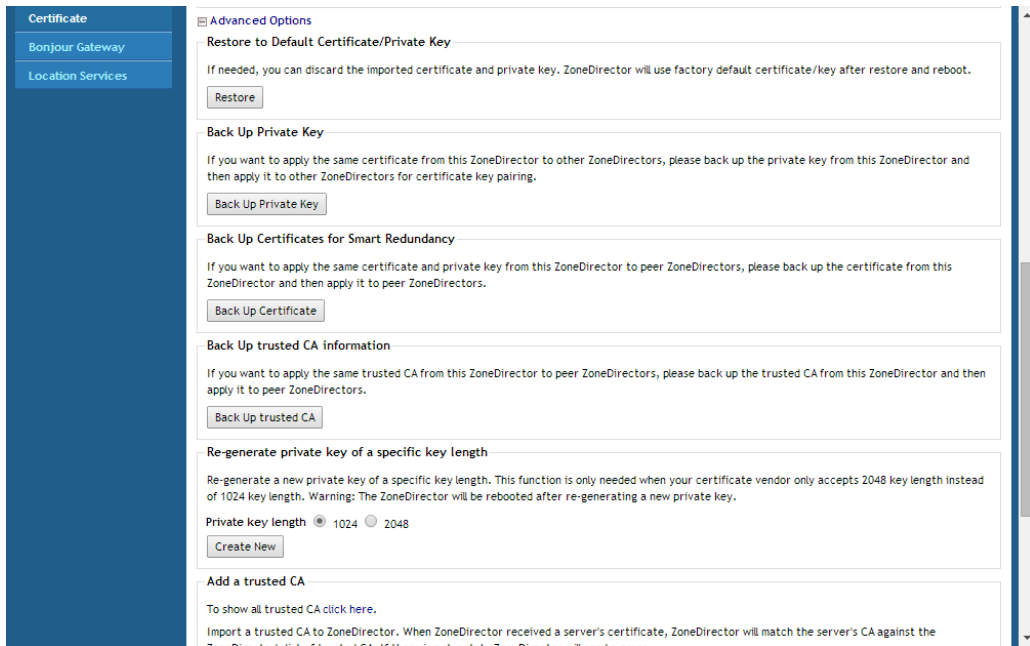 Certificate
Bonjour Gateway
Location Services
Advanced Options
Restore to Default Certificate/Private Key
If needed, you can discard the imported certificate and private key. ZoneDirector will use factory default certificate/key after restore and reboot.
Restore
Back Up Private Key
If you want to apply the same certificate from this ZoneDirector to other ZoneDirectors, please back up the private key from this ZoneDirector and
then apply it to other ZoneDirectors for certificate key pairing.
Back Up Private Key
Back Up Certificates for Smart Redundancy
If you want to apply the same certificate and private key from this ZoneDirector to peer ZoneDirectors, please back up the certificate from this
ZoneDirector and then apply it to peer ZoneDirectors.
Back Up Certificate
Back Up trusted CA information
If you want to apply the same trusted CA from this ZoneDirector to peer ZoneDirectors, please back up the trusted CA from this ZoneDirector and then
apply it to peer ZoneDirectors.
Back Up trusted CA
Re-generate private key of a specific key length
Re-generate a new private key of a specific key length. This function is only needed when your certificate vendor only accepts 2048 key length instead
of 1024 key length. Warning: The ZoneDirector will be rebooted after re-generating a new private key.
Private key length 1024 2048
Create New
Add a trusted CA
To show all trusted CA click here.
Import a trusted CA to ZoneDirector. When ZoneDirector received a server's certificate, ZoneDirector will match the server's CA against the